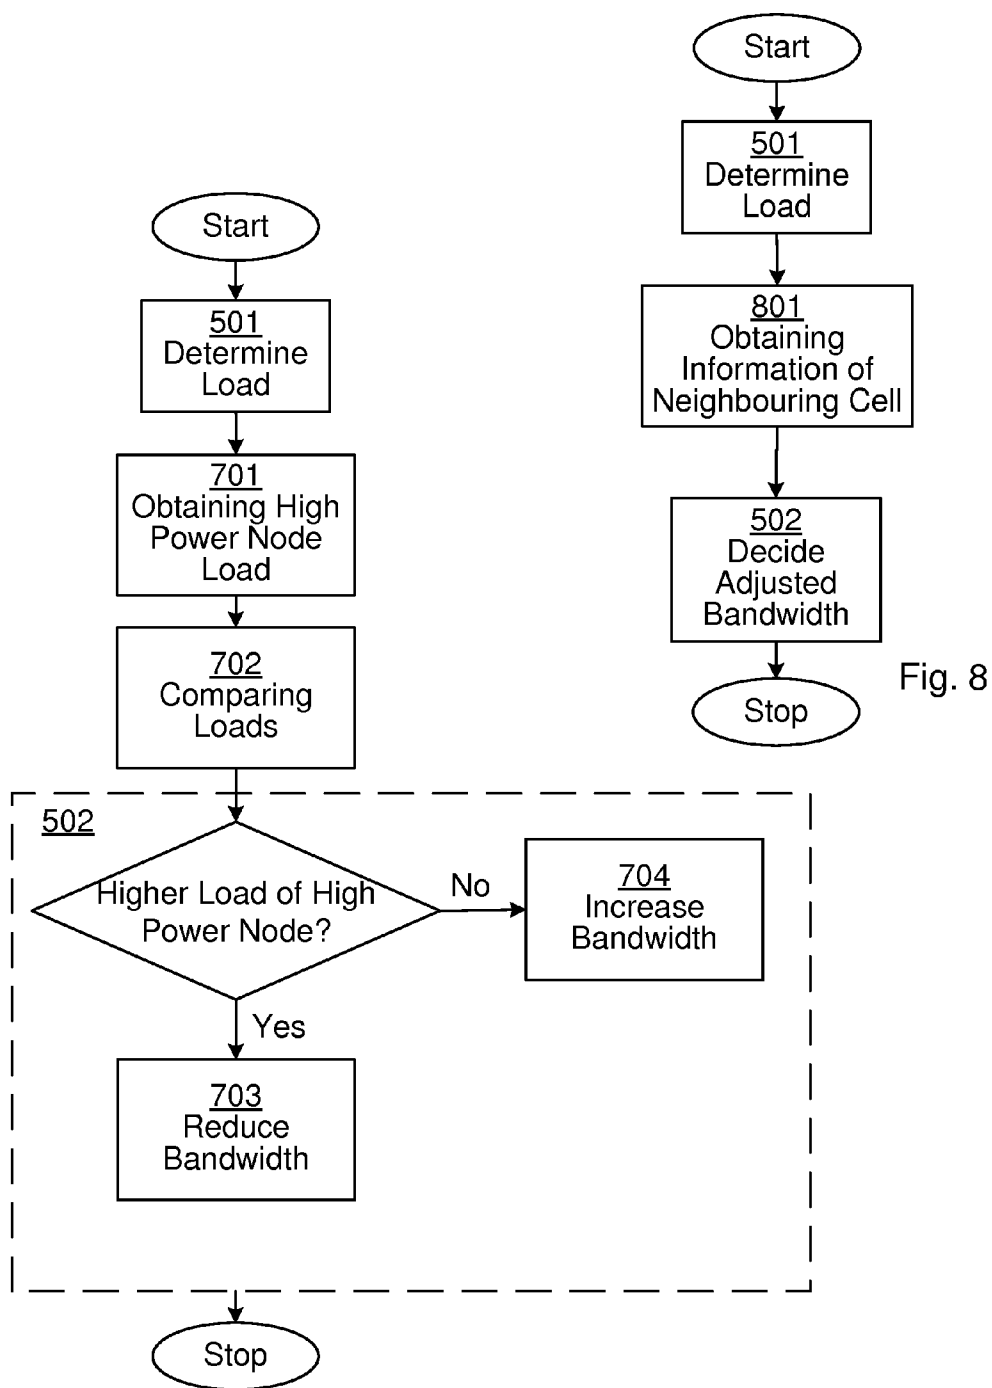 Start
501
Determine
Load
701
Obtaining High
Power Node
Load
702
Comparing
Loads
502
Higher Load of High
Power Node?
No
704
Increase
Bandwidth
Yes
703
Reduce
Bandwidth
Stop
Start
501
Determine
Load
801
Obtaining
Information of
Neighbouring Cell
502
Decide
Adjusted
Bandwidth
Stop
Fig. 8